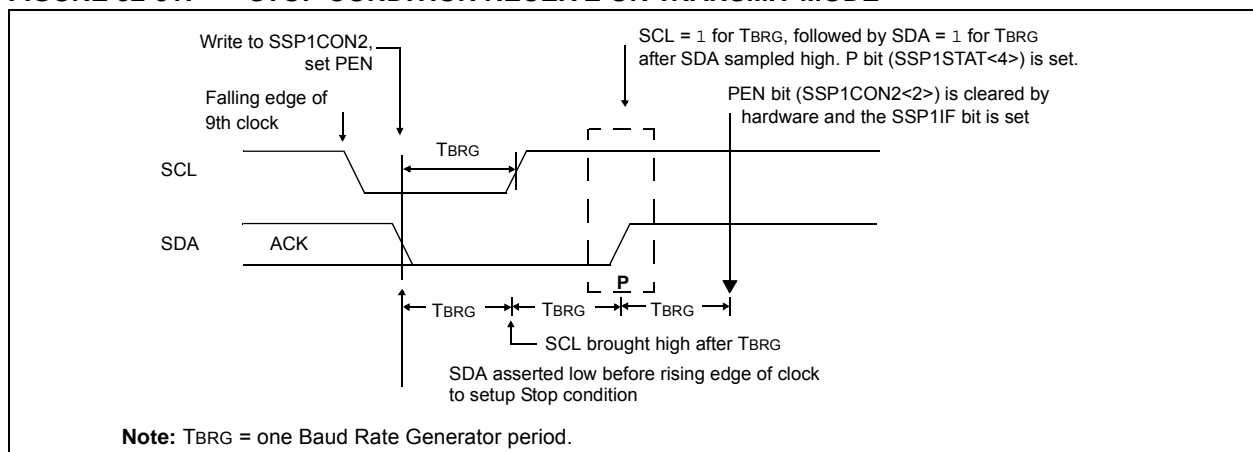 Write to SSP1CON2,
set PEN
SCL = 1 for TBRG, followed by SDA = 1 for TBRG
after SDA sampled high. P bit (SSP1STAT<4>) is set.
Falling edge of
9th clock
PEN bit (SSP1CON2<2>) is cleared by
hardware and the SSP1IF bit is set
TBRG
SCL
SDA
ACK
P
TBRG
TBRG
TBRG
SCL brought high after TBRG
SDA asserted low before rising edge of clock
to setup Stop condition
Note: TBRG = one Baud Rate Generator period.